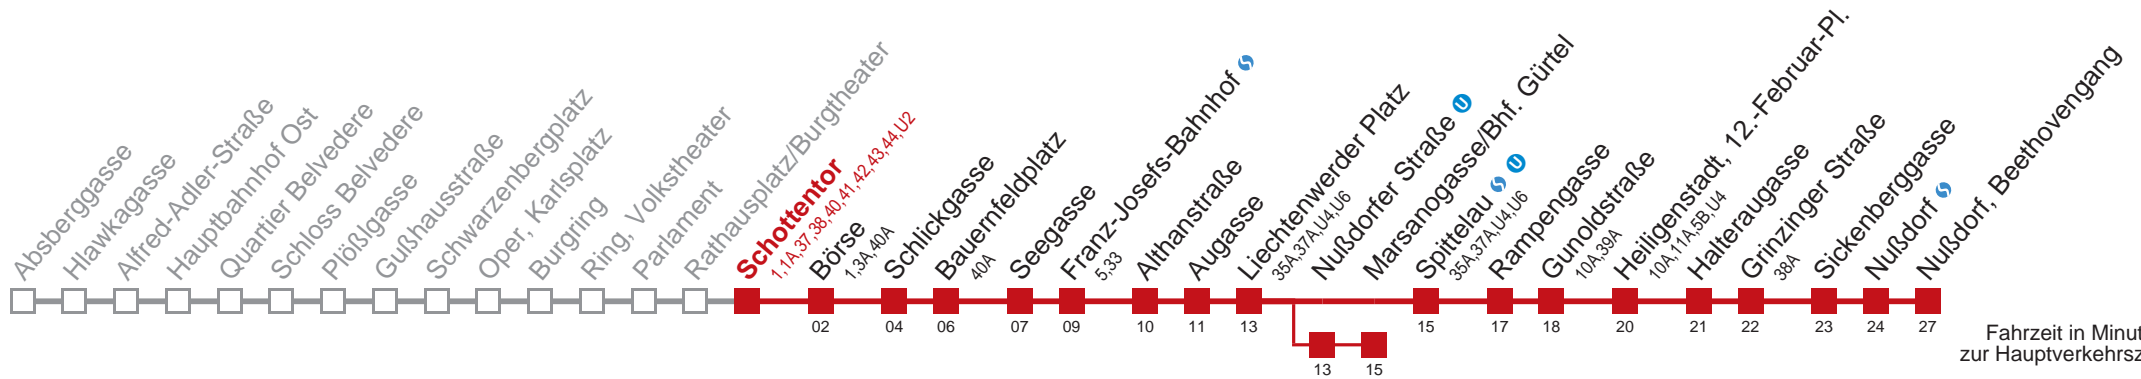 Absberggasse
Hlawkagasse
Alfred-Adler-Straße
Hauptbahnhof Ost
Quartier Belvedere
Schloss Belvedere
Plößlgasse
Gußhausstraße
Schwarzenbergplatz
Oper, Karlsplatz
Burgring
Ring, Volkstheater
Parlament
Rathausplatz/Burgtheater
Schottentor
1,1A,37,38,40,41,42,43,44,U2
Börse
1,3A,40A
Schlickgasse
Bauernfeldplatz
40A
Seegasse
Franz-Josefs-Bahnhof S
5,33
Althanstraße
Augasse
Liechtenwerder Platz
35A,37A,U4,U6
Nußdorfer Straße U
Marsanogasse/Bhf. Gürtel
Spittelau S U
35A,37A,U4,U6
Rampengasse
Gunoldstraße
10A,39A
Heiligenstadt, 12.-Februar-Pl.
10A,11A,5B,U4
Halteraugasse
Grinzinger Straße
38A
Sickenberggasse
Nußdorf S
Nußdorf, Beethovengang
02 04 06 07 09 10 11 13 15 17 18 20 21 22 23 24 27
13 15
Fahrzeit in Minut
zur Hauptverkehrsz